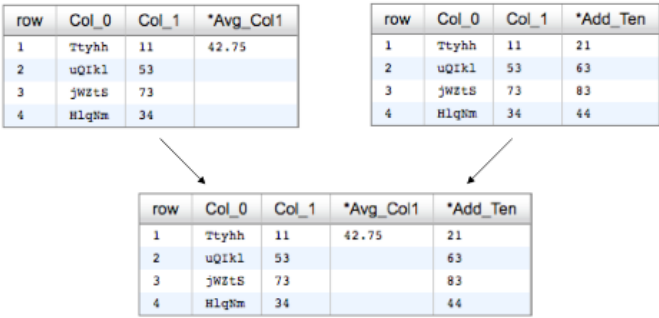 row Col_0 Col_1 *Avg_Col1
1 Ttyhh 11 42.75
2 uQIkl 53
3 jWZtS 73
4 HlqNm 34
row Col_0 Col_1 *Add_Ten
1 Ttyhh 11 21
2 uQIkl 53 63
3 jWZtS 73 83
4 HlqNm 34 44
row Col_0 Col_1 *Avg_Col1 *Add_Ten
1 Ttyhh 11 42.75 21
2 uQIkl 53 63
3 jWZtS 73 83
4 HlqNm 34 44